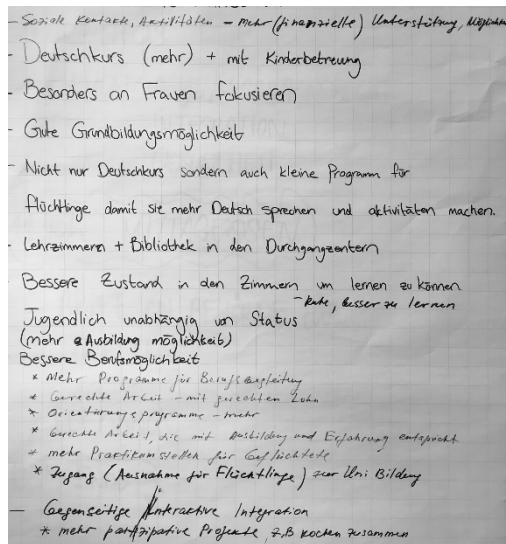 - Soziale Kontakte, Aktilitäten - Mehr (finanzielle) Unterstützung, Möglichk
- Deutschkurs (mehr) + mit Kinderbetreuung
- Besonders an Frauen fokusieren
- Gute Grundbildungsmöglichkeit
- Nicht nur Deutschkurs sondern auch kleine Programm für
flüchtlinge damit sie mehr Deutsch sprechen und aktivitäten machen.
- Lehrzimmern + Bibliothek in den Durchgangzentern
- Bessere Zustand in den Zimmern um lernen zu können
- Ruhe, besser zu lernen
Jugendlich unabhängig von Status
(mehr Ausbildung möglichkeit)
Bessere Berufsmöglichkeit
* Mehr Programme für Berufsbegleitung
* Gerechte Arbeit - mit gerechten Lohn
* Orientierungsprogramme - mehr
* Gerechte Arbeit, die mit Ausbildung und Erfahrung entspricht
* mehr Praktikumstellen für Geflüchtete
* Zugang (Ausnahme für Flüchtlinge) zur Uni Bildung
- Gegenseitige Interaktive Integration
* mehr partizipative Projekte z.B kochen zusammen